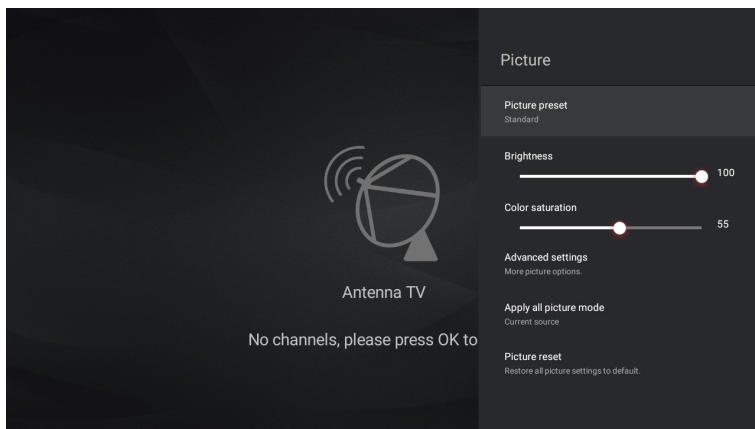 Antenna TV
No channels, please press OK to
Picture
Picture preset
Standard
Brightness
100
Color saturation
55
Advanced settings
More picture options.
Apply all picture mode
Current source
Picture reset
Restore all picture settings to default.